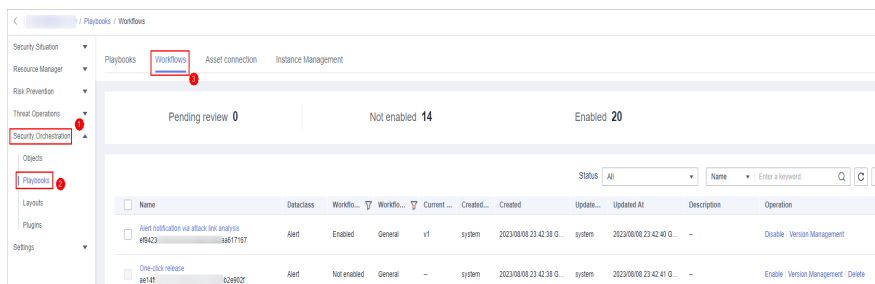 / Playbooks / Workflows
Security Situation
Resource Manager
Risk Prevention
Threat Operations
1
Security Orchestration
Objects
Playbooks 2
Layouts
Plugins
Settings
Playbooks Workflows Asset connection Instance Management
3
Pending review 0 Not enabled 14 Enabled 20
Status All Name Enter a keyword.
Name Dataclass Workflo... Workflo... Current ... Created... Created Update... Updated At Description Operation
Alert notification via attack link analysis
ef9423 aa617167
Alert Enabled General v1 system 2023/08/08 23:42:38 G... system 2023/08/08 23:42:40 G... -- Disable Version Management
One-click release
ae14f b2e902f
Alert Not enabled General -- system 2023/08/08 23:42:38 G... system 2023/08/08 23:42:41 G... -- Enable Version Management Delete